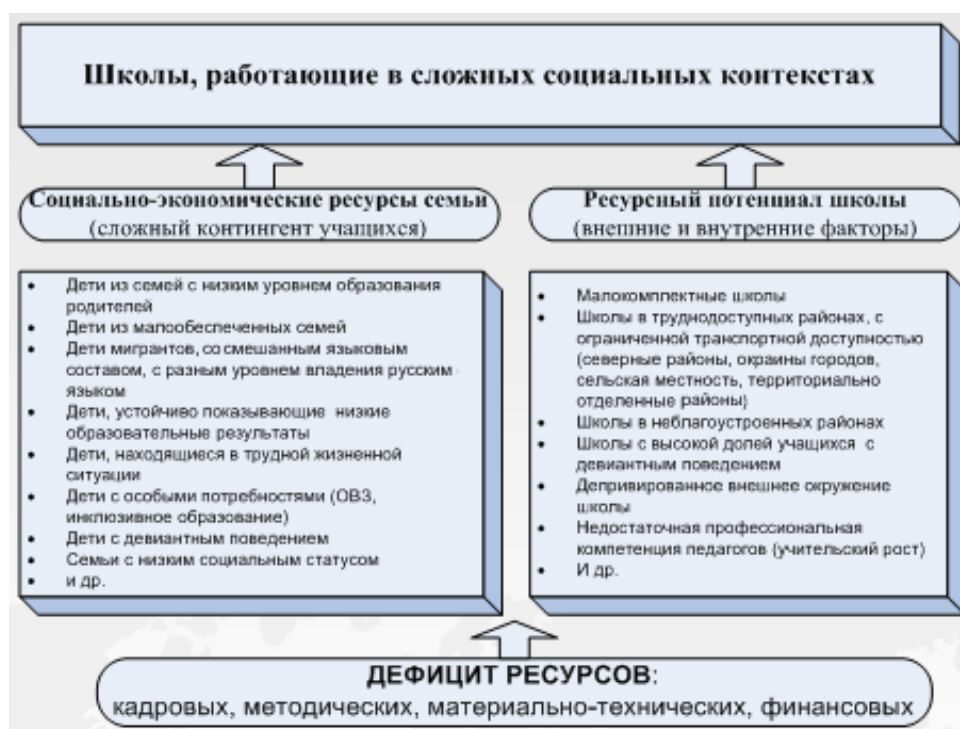 Школы, работающие в сложных социальных контекстах
Социально-экономические ресурсы семьи
(сложный контингент учащихся)
Ресурсный потенциал школы
(внешние и внутренние факторы)
• Дети из семей с низким уровнем образования
родителей
• Дети из малообеспеченных семей
• Дети мигрантов, со смешанным языковым
составом, с разным уровнем владения русским
языком
• Дети, устойчиво показывающие низкие
образовательные результаты
• Дети, находящиеся в трудной жизненной
ситуации
• Дети с особыми потребностями (ОВЗ,
инклюзивное образование)
• Дети с девиантным поведением
• Семьи с низким социальным статусом
• и др.
• Малокомплектные школы
• Школы в труднодоступных районах, с
ограниченной транспортной доступностью
(северные районы, окраины городов,
сельская местность, территориально
отделенные районы)
• Школы в неблагоустроенных районах
• Школы с высокой долей учащихся с
девиантным поведением
• Депривированное внешнее окружение
школы
• Недостаточная профессиональная
компетенция педагогов (учительский рост)
• И др.
ДЕФИЦИТ РЕСУРСОВ:
кадровых, методических, материально-технических, финансовых